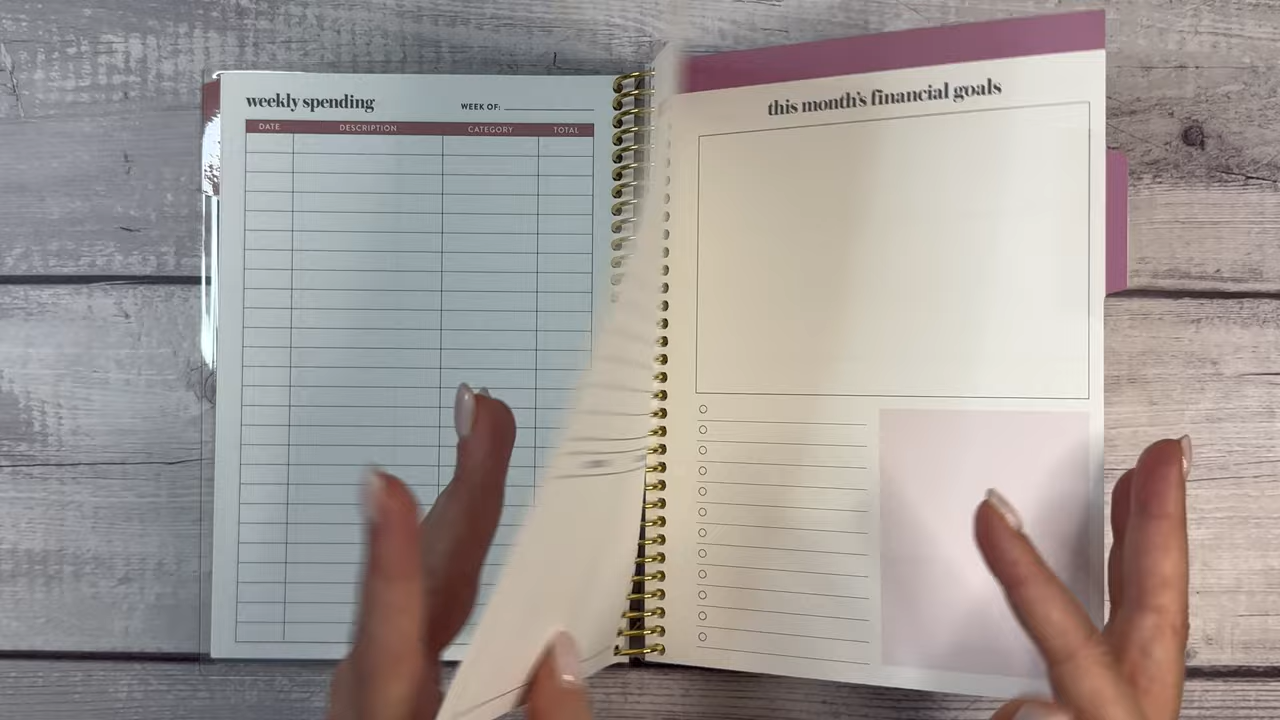 weekly spending
WEEK OF:
DATE DESCRIPTION CATEGORY TOTAL
this month's financial goals